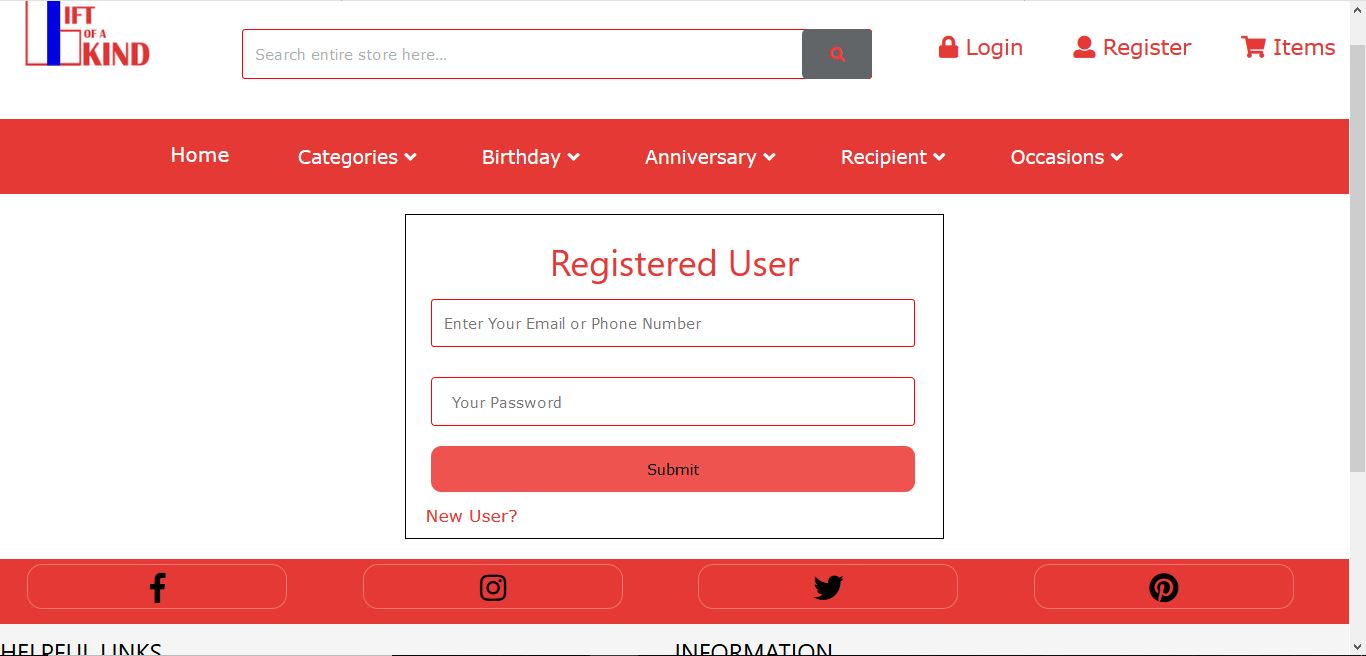 IFT
OF A
KIND
Search entire store here...
Login
Register
Items
Home
Categories
Birthday
Anniversary
Recipient
Occasions
Registered User
Enter Your Email or Phone Number
Your Password
Submit
New User?
HELPFUL LINKS
INFORMATION